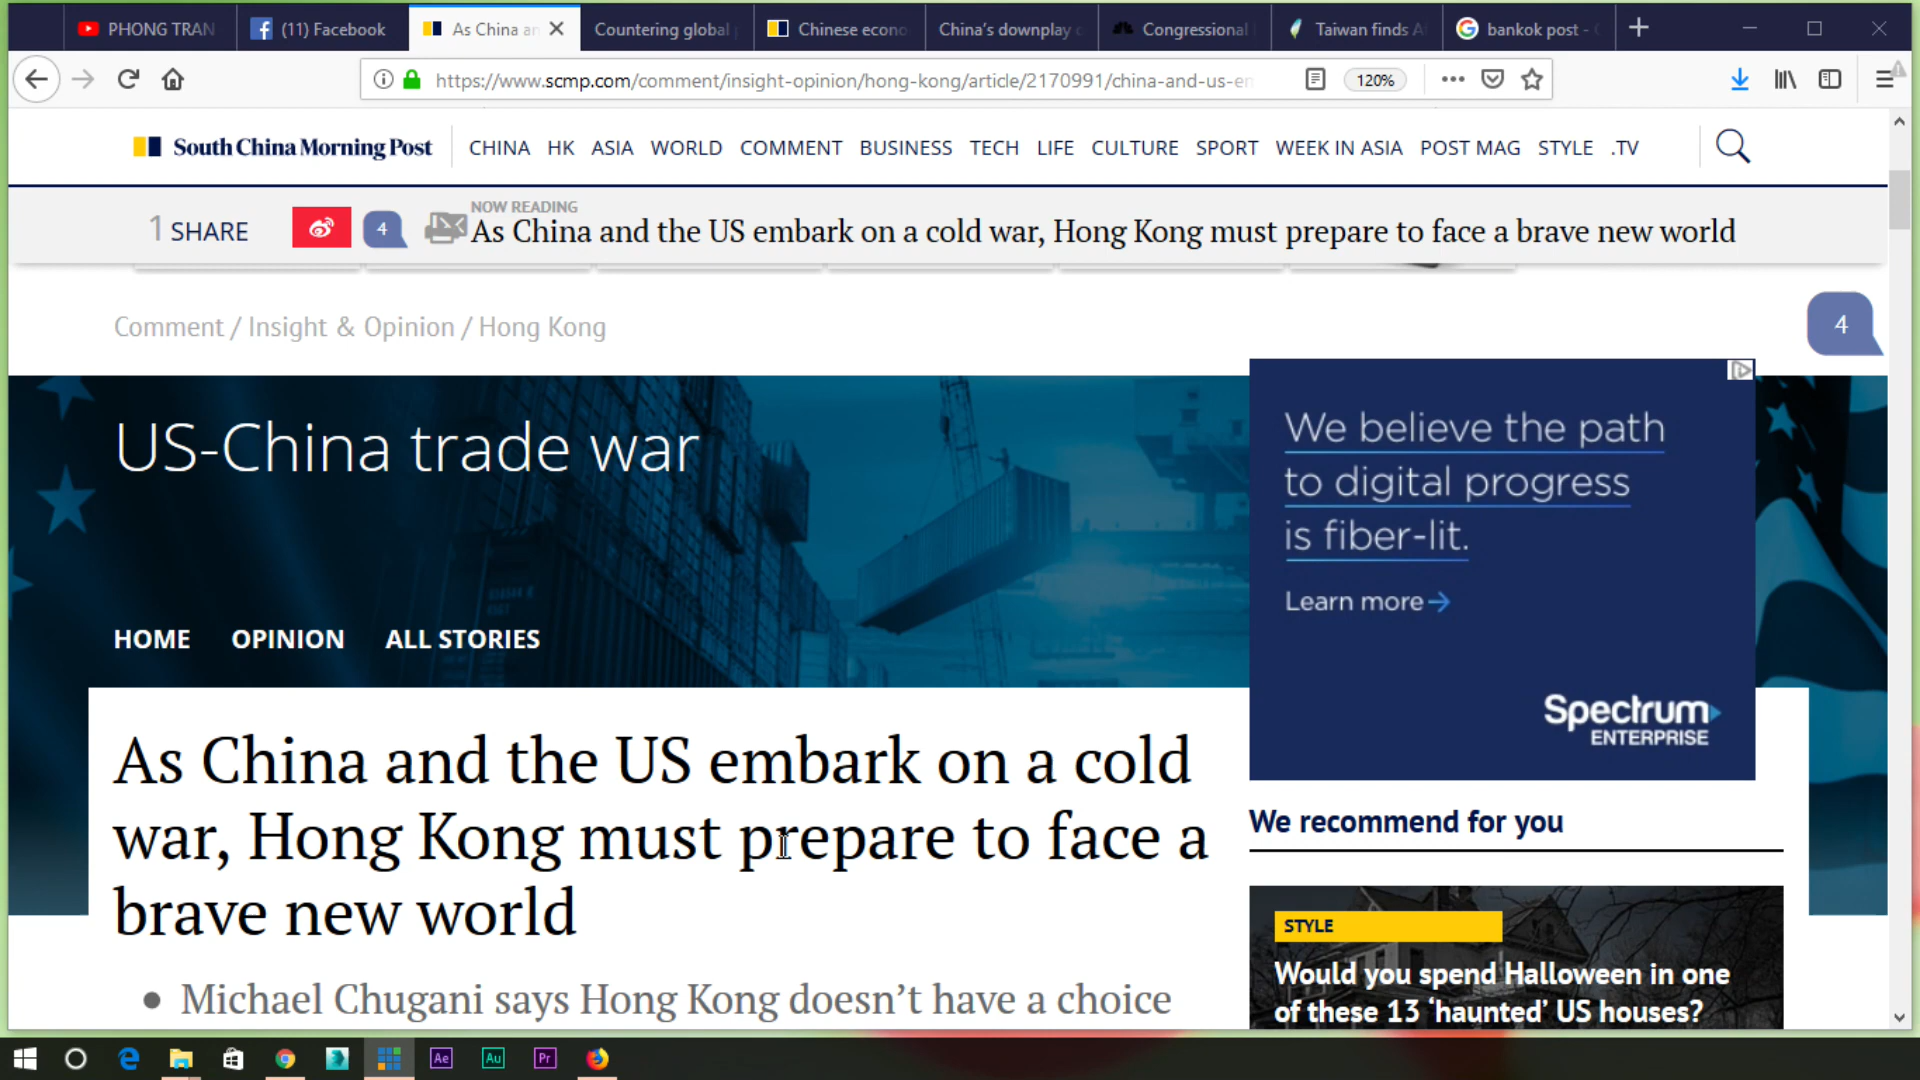 PHONG TRAN
(11) Facebook
As China an
Countering global
Chinese econo
China's downplay
Congressional
Taiwan finds A
bankok post -
https://www.scmp.com/comment/insight-opinion/hong-kong/article/2170991/china-and-us-em
120%
South China Morning Post
CHINA HK ASIA WORLD COMMENT BUSINESS TECH LIFE CULTURE SPORT WEEK IN ASIA POST MAG STYLE .TV
1 SHARE
4
NOW READING
As China and the US embark on a cold war, Hong Kong must prepare to face a brave new world
Comment / Insight & Opinion / Hong Kong
4
US-China trade war
HOME OPINION ALL STORIES
As China and the US embark on a cold
war, Hong Kong must prepare to face a
brave new world
• Michael Chugani says Hong Kong doesn't have a choice
We believe the path
to digital progress
is fiber-lit.
Learn more
Spectrum
ENTERPRISE
We recommend for you
STYLE
Would you spend Halloween in one
of these 13 'haunted' US houses?
Ae
Au
Pr